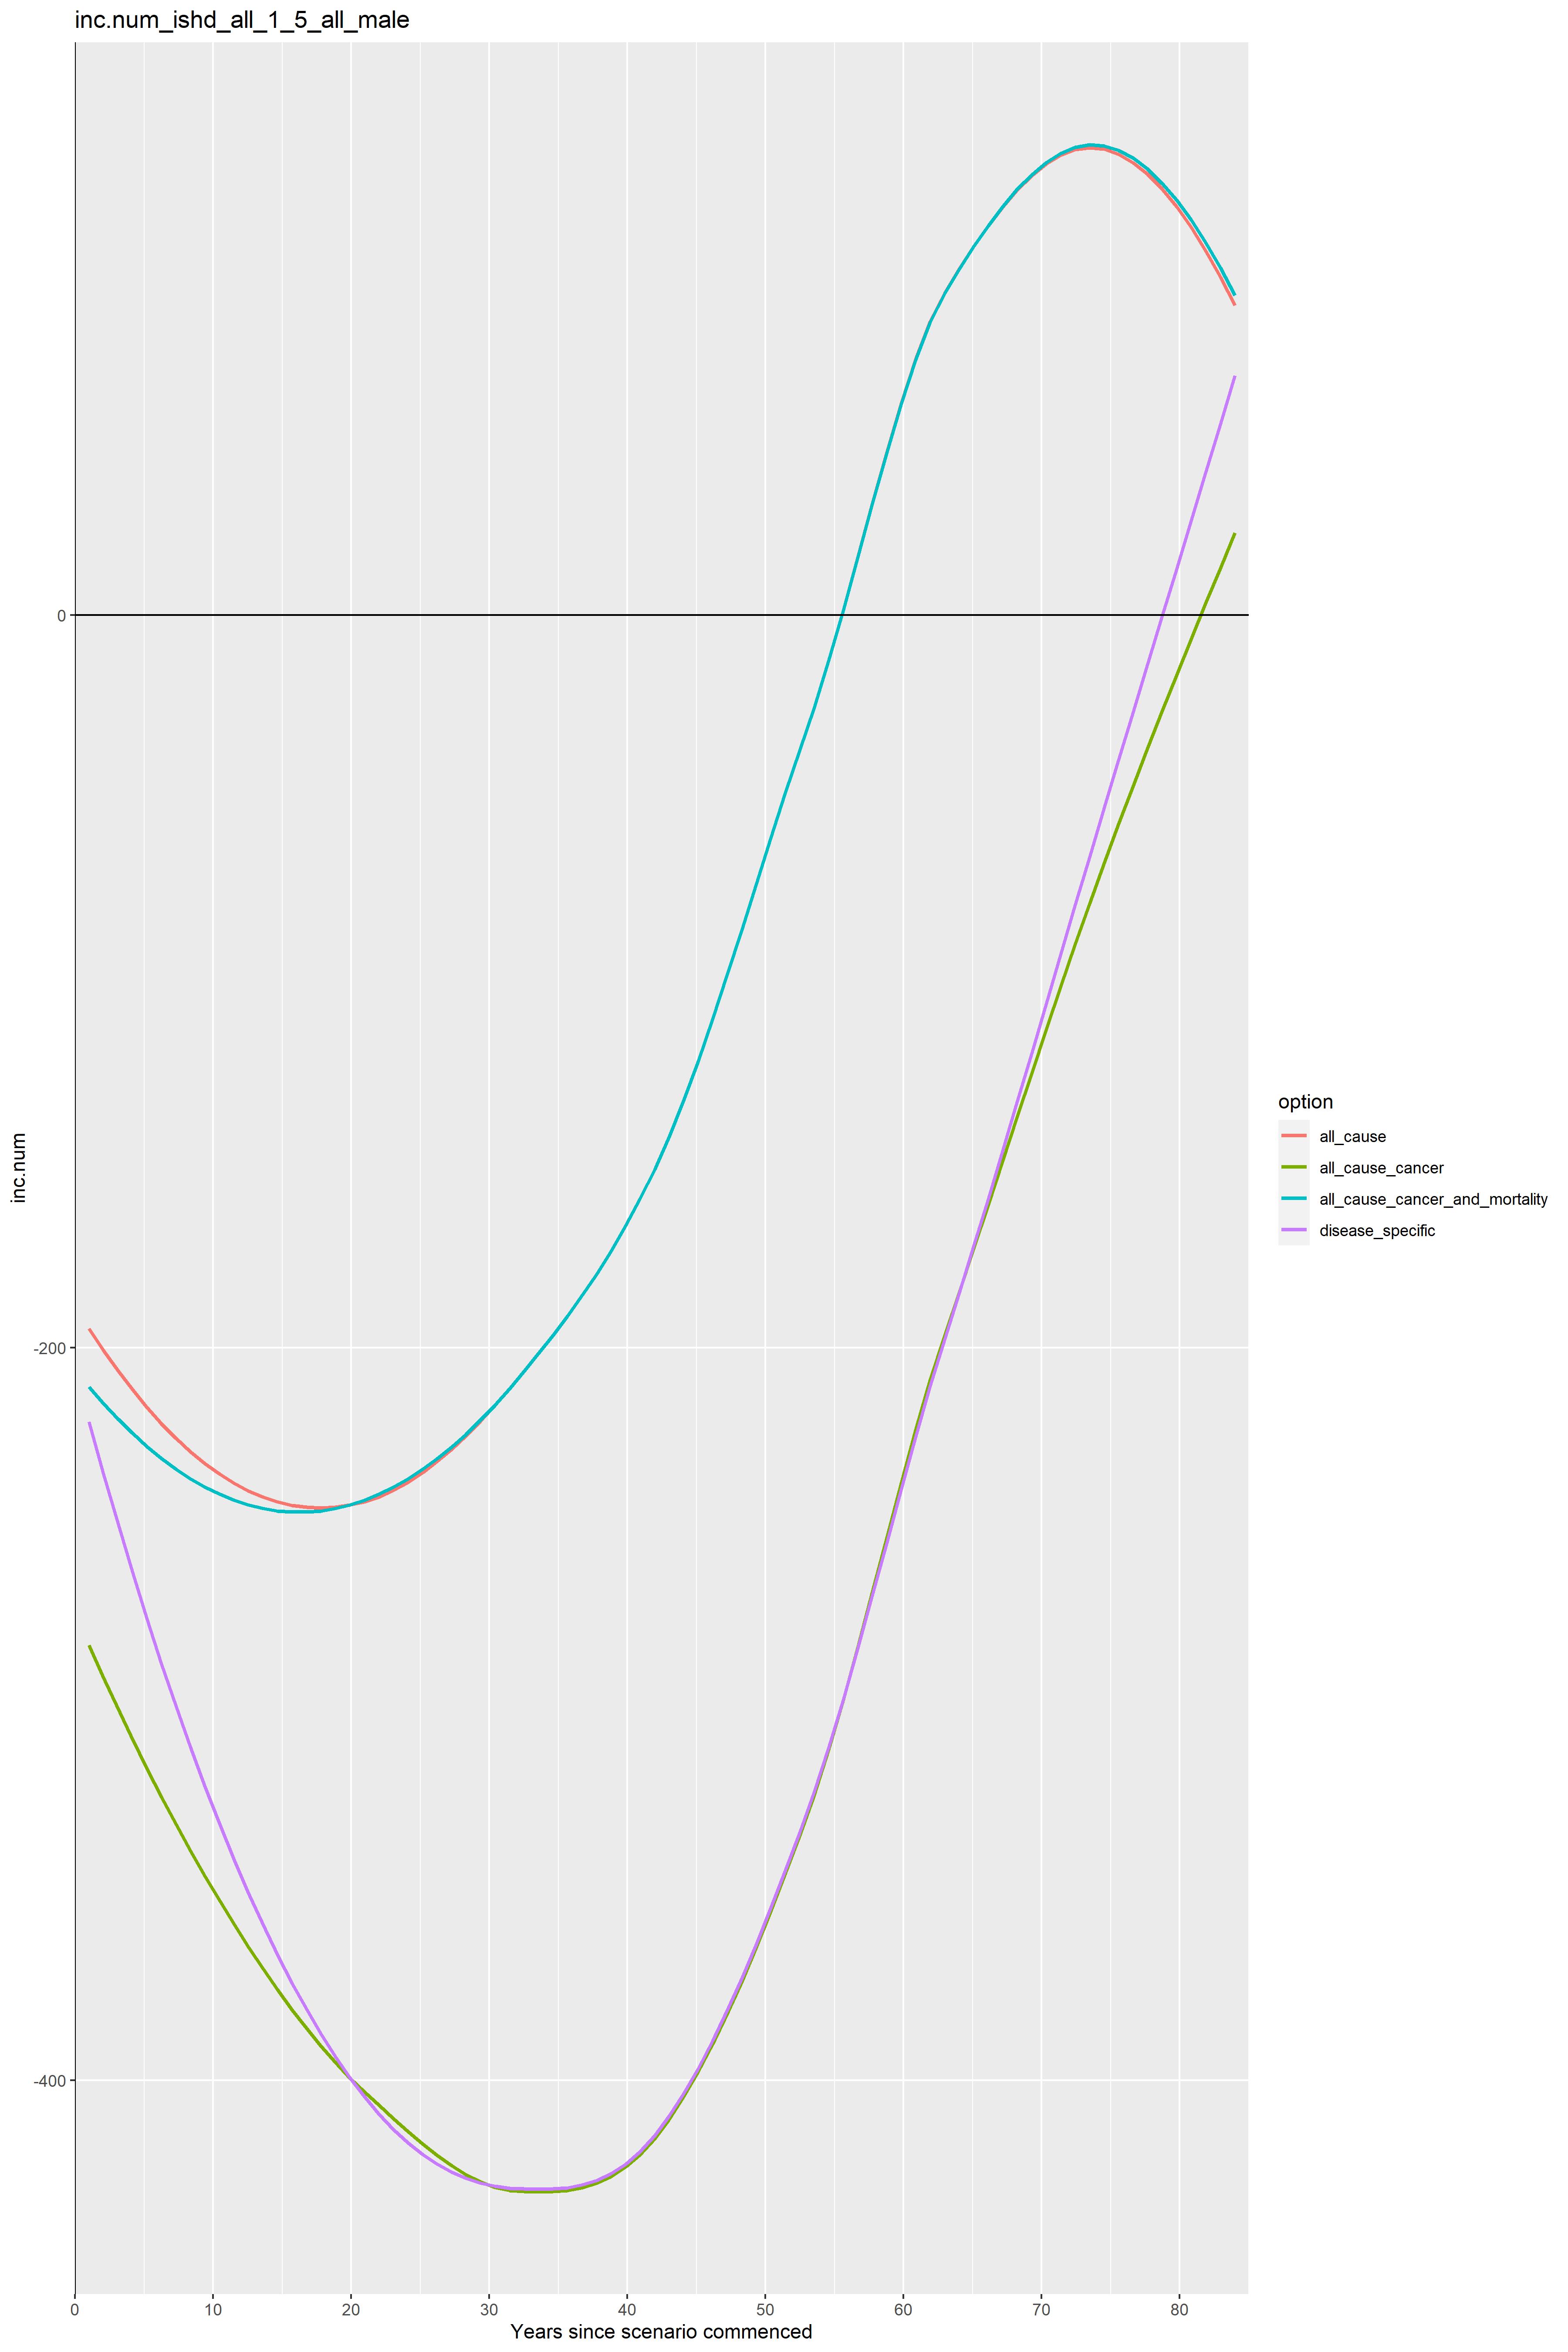 inc.num_ishd_all_1_5_all_male
inc.num
0
-200
-400
0 10 20 30 40 50 60 70 80
Years since scenario commenced
option
all_cause
all_cause_cancer
all_cause_cancer_and_mortality
disease_specific